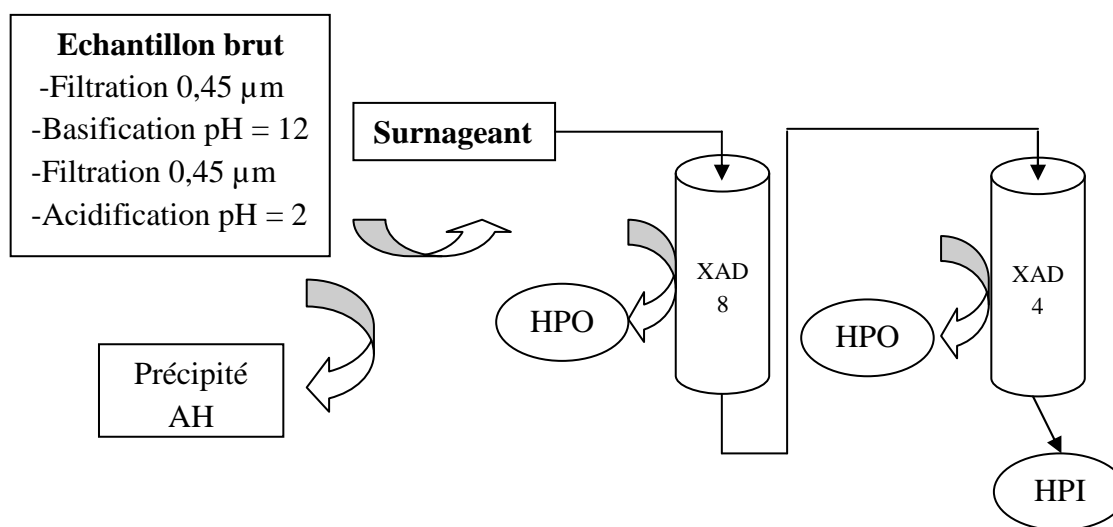 Echantillon brut
-Filtration 0,45 µm
-Basification pH = 12
-Filtration 0,45 µm
-Acidification pH = 2
Surnageant
Précipité
AH
HPO
XAD
8
HPO
XAD
4
HPI